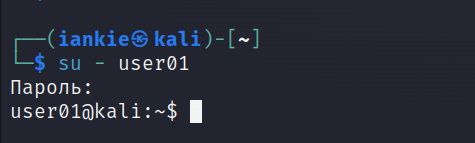 ┌──(iankie㉿kali)-[~]
└─$ su - user01
Пароль:
user01@kali:~$